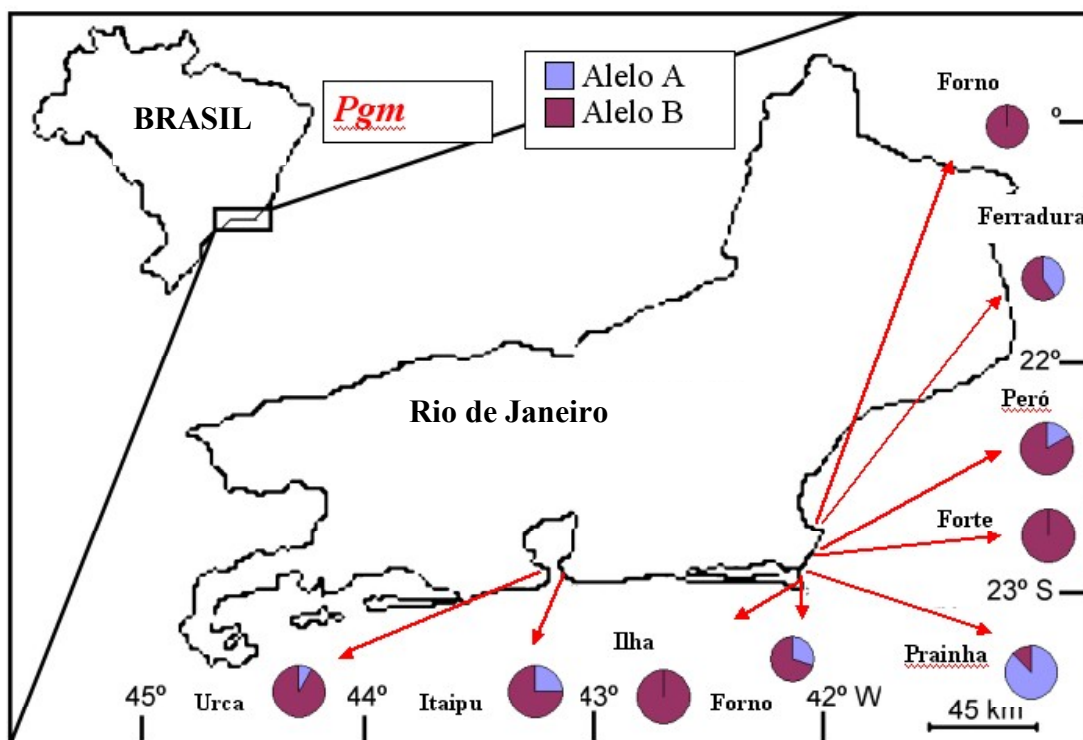 BRASIL
Pgm
Alelo A
Alelo B
Forno
º
Ferradura
22º
Peró
Rio de Janeiro
Forte
23º S
Ilha
Prainha
45º
Urca
44º
Itaipu
43º
Forno
42º W
45 km